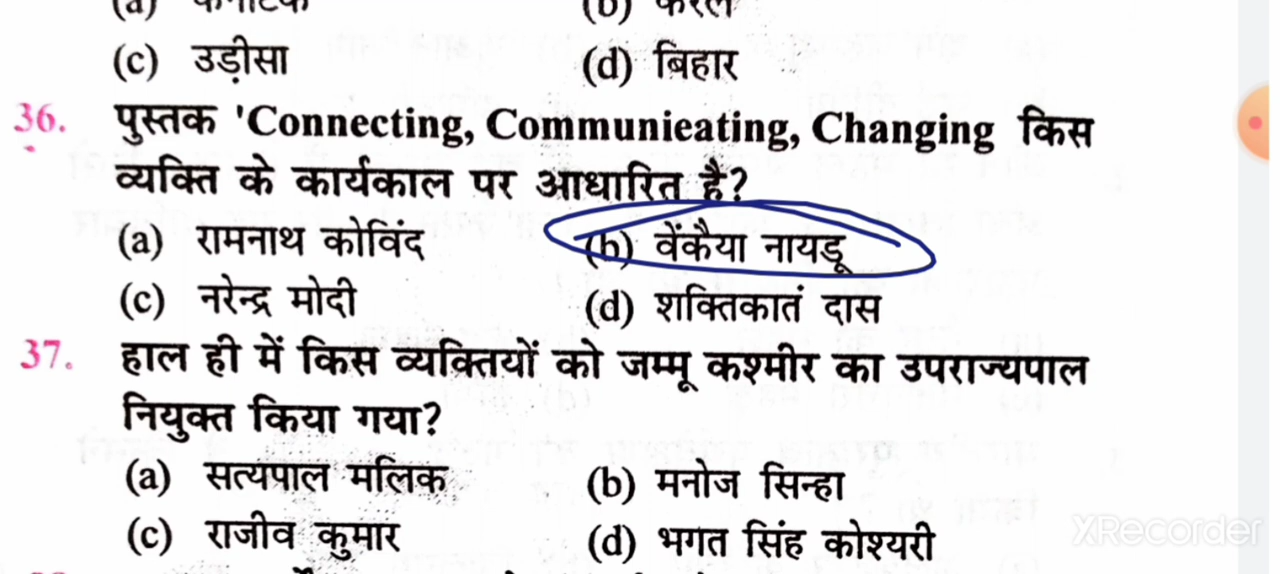 (c) उड़ीसा (d) बिहार
36. पुस्तक 'Connecting, Communieating, Changing किस
व्यक्ति के कार्यकाल पर आधारित है?
(a) रामनाथ कोविंद (b) वेंकैया नायडू
(c) नरेन्द्र मोदी (d) शक्तिकातं दास
37. हाल ही में किस व्यक्तियों को जम्मू कश्मीर का उपराज्यपाल
नियुक्त किया गया?
(a) सत्यपाल मलिक (b) मनोज सिन्हा
(c) राजीव कुमार (d) भगत सिंह कोश्यरी
XRecorder